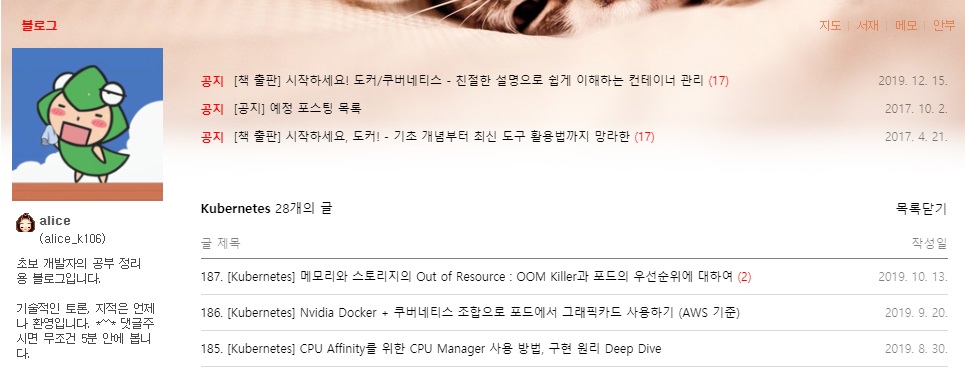 블로그
지도 | 서재 | 메모 | 안부
공지 [책 출판] 시작하세요! 도커/쿠버네티스 - 친절한 설명으로 쉽게 이해하는 컨테이너 관리 (17) 2019. 12. 15.
공지 [공지] 예정 포스팅 목록 2017. 10. 2.
공지 [책 출판] 시작하세요, 도커! - 기초 개념부터 최신 도구 활용법까지 망라한 (17) 2017. 4. 21.
alice
(alice_k106)
초보 개발자의 공부 정리
용 블로그입니다.
기술적인 토론, 지적은 언제
나 환영입니다. *^^* 댓글주
시면 무조건 5분 안에 봅니
다.
Kubernetes 28개의 글 목록닫기
글 제목 작성일
187. [Kubernetes] 메모리와 스토리지의 Out of Resource : OOM Killer과 포드의 우선순위에 대하여 (2) 2019. 10. 13.
186. [Kubernetes] Nvidia Docker + 쿠버네티스 조합으로 포드에서 그래픽카드 사용하기 (AWS 기준) 2019. 9. 20.
185. [Kubernetes] CPU Affinity를 위한 CPU Manager 사용 방법, 구현 원리 Deep Dive 2019. 8. 30.